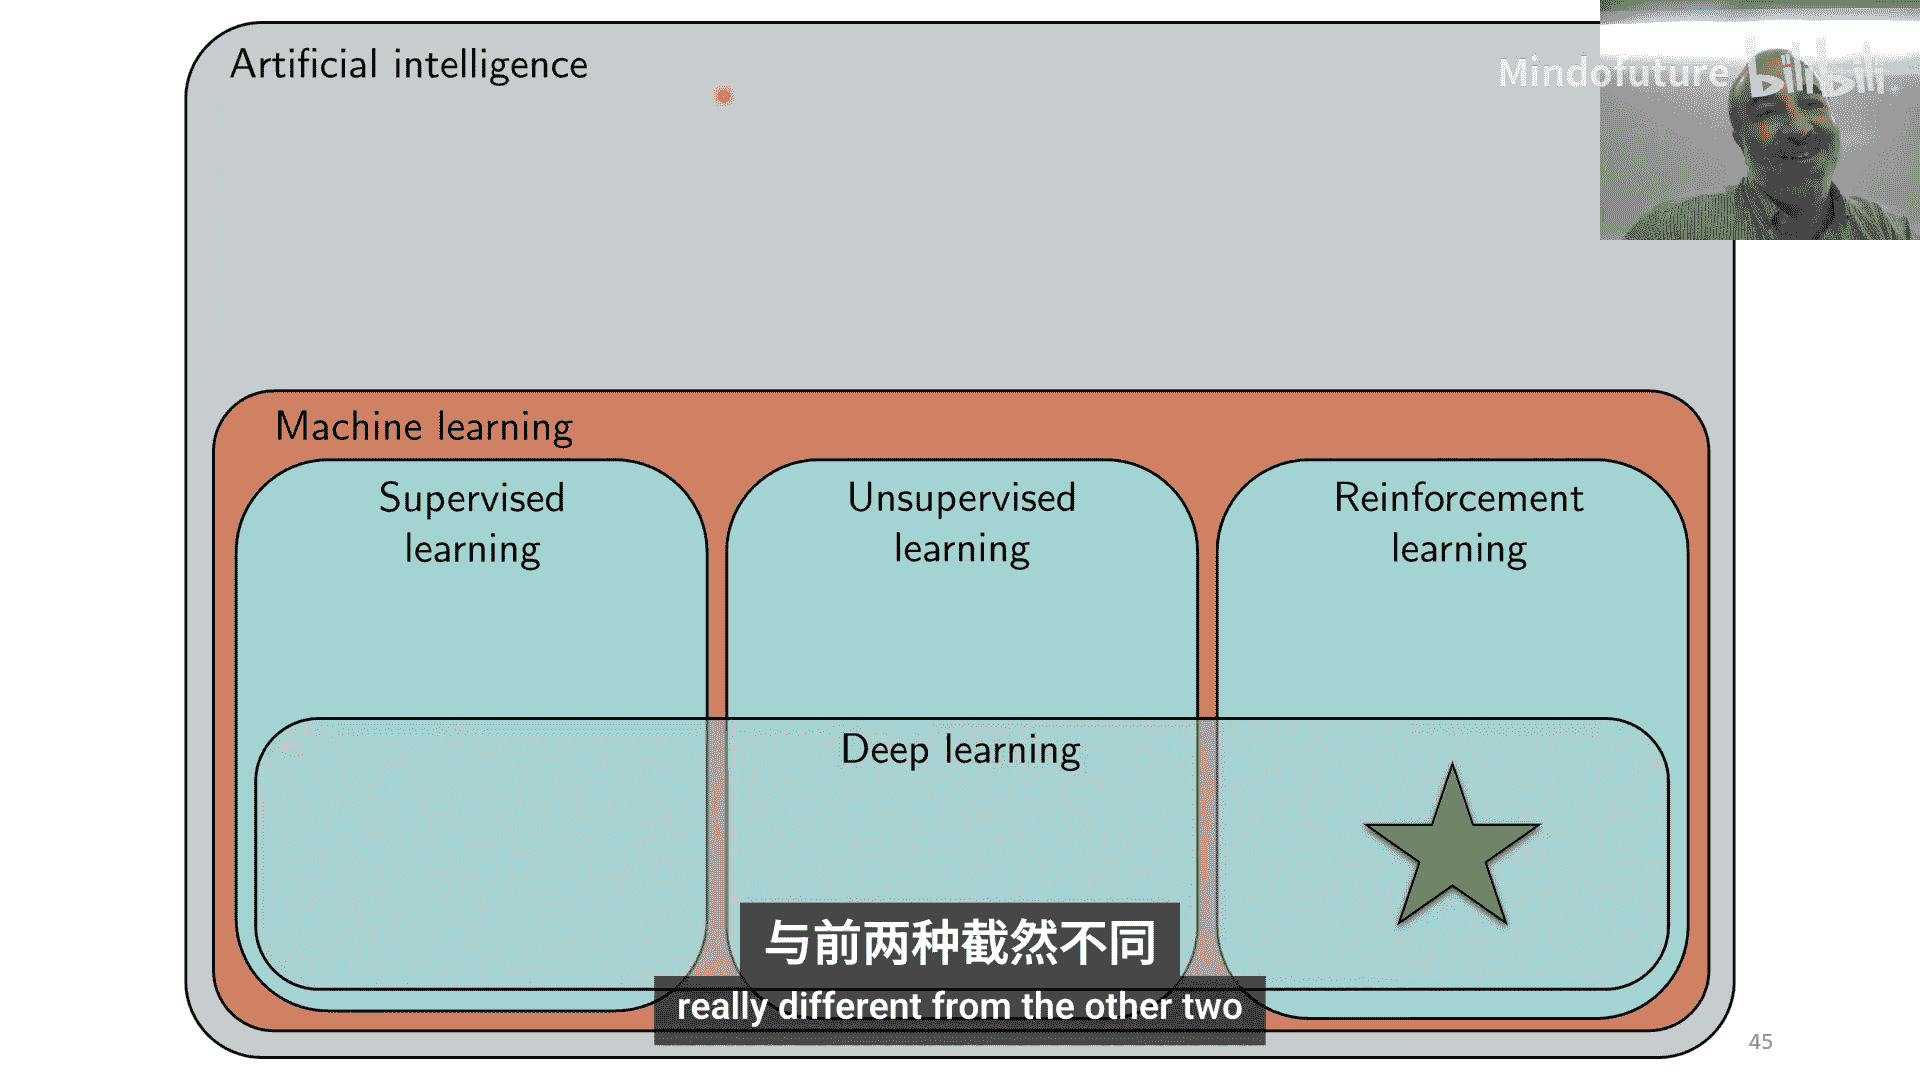 Artificial intelligence
Mindofuture bilibili
Machine learning
Supervised
learning
Unsupervised
learning
Reinforcement
learning
Deep learning
与前两种截然不同
really different from the other two
45